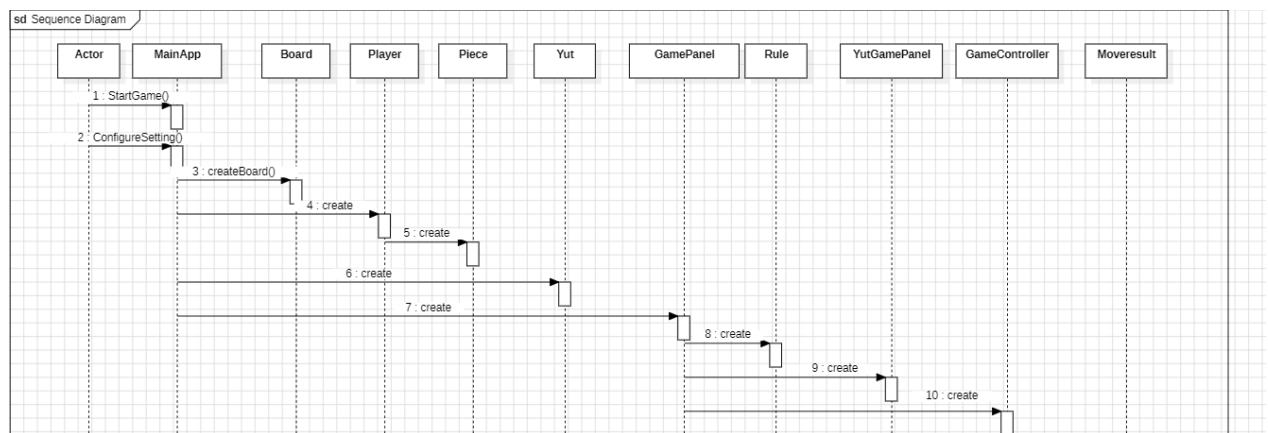 sd Sequence Diagram
Actor
MainApp
Board
Player
Piece
Yut
GamePanel
Rule
YutGamePanel
GameController
Moveresult
1 : StartGame()
2 : ConfigureSetting()
3 : createBoard()
4 : create
5 : create
6 : create
7 : create
8 : create
9 : create
10 : create